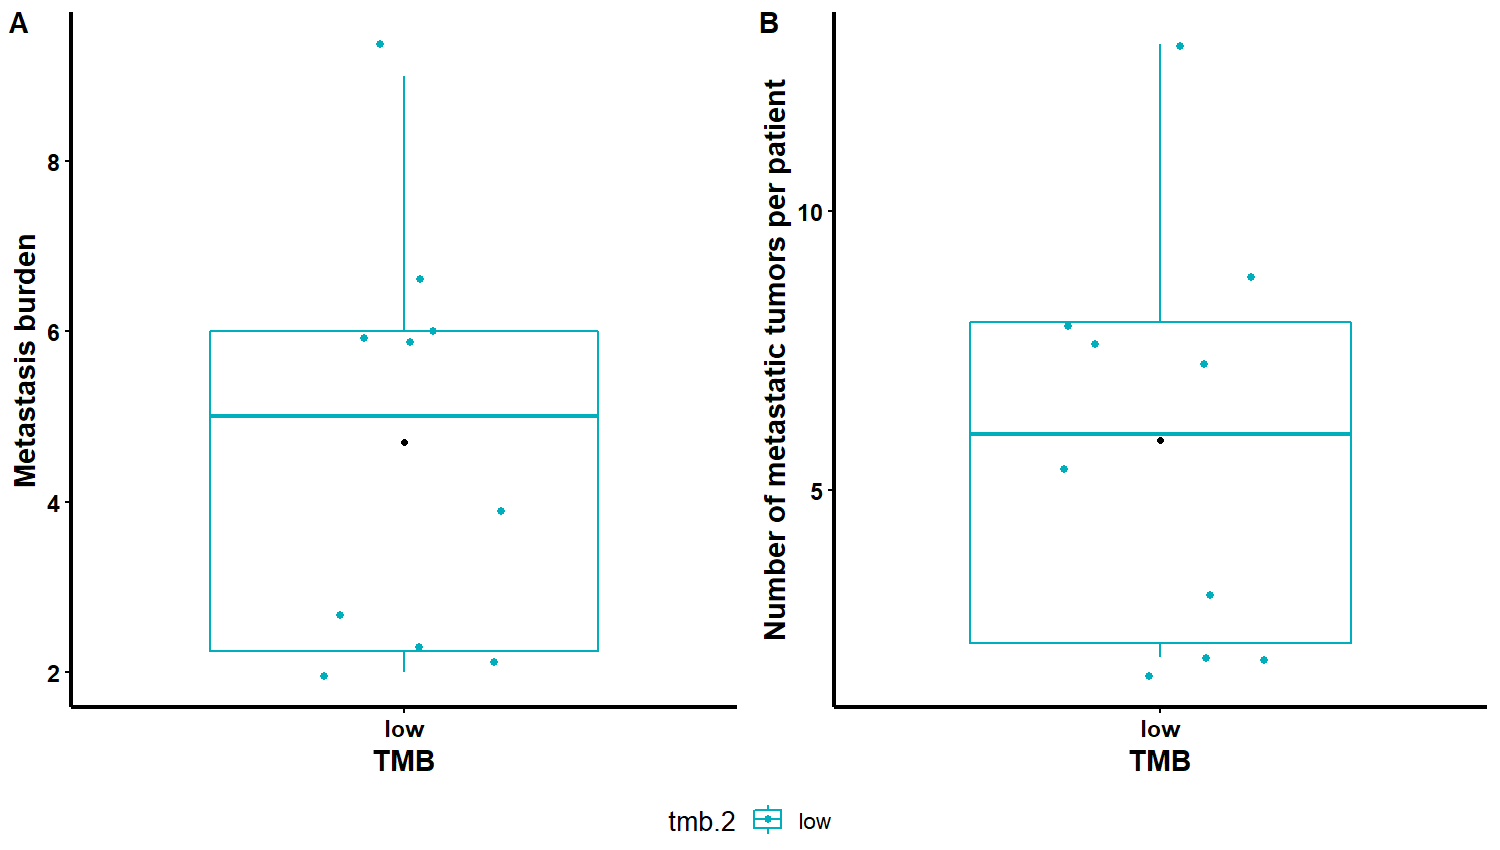 A
Metastasis burden
8
6
4
2
low
TMB
B
Number of metastatic tumors per patient
10
5
low
TMB
tmb.2 low